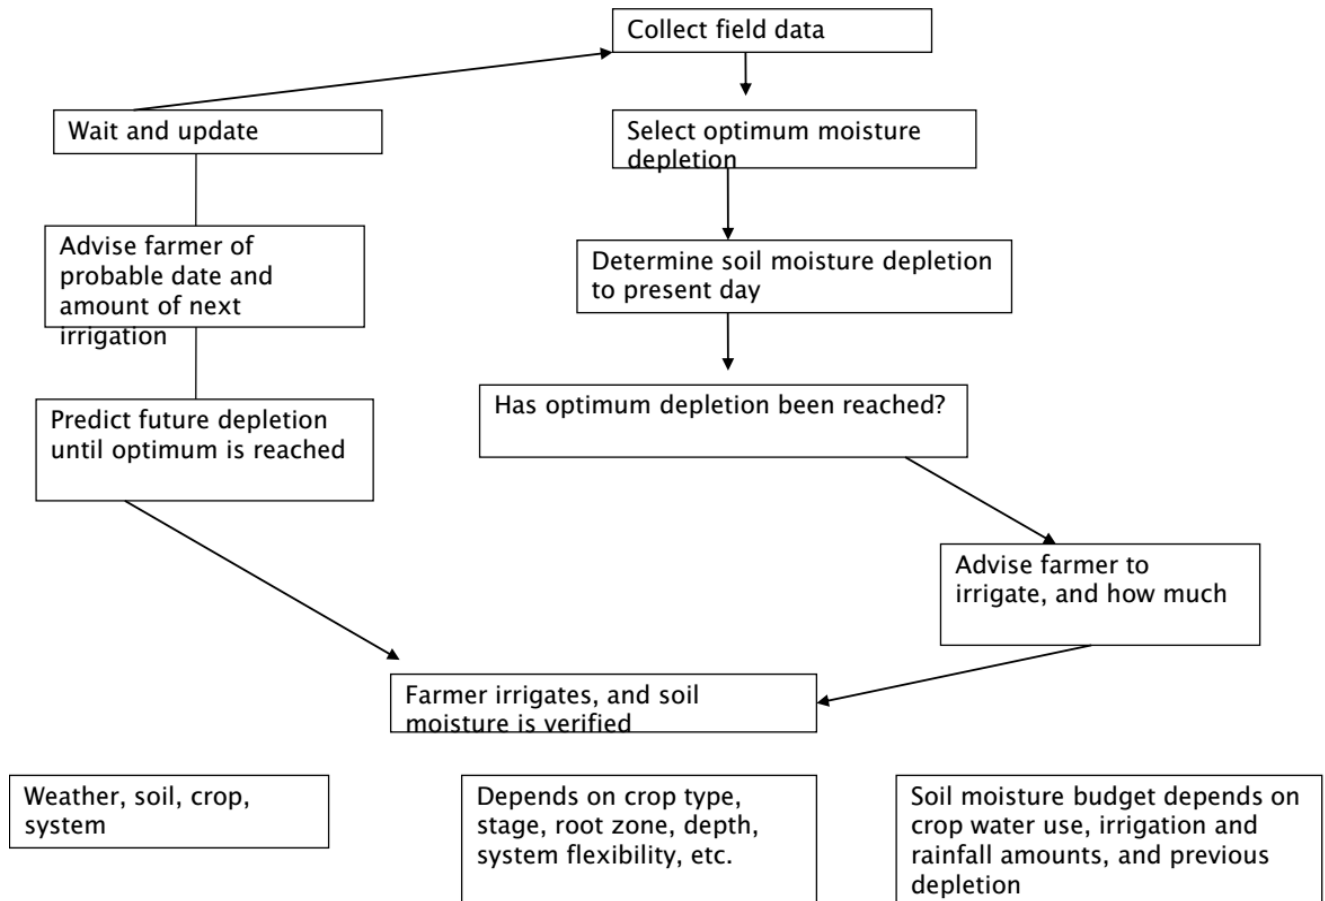 Collect field data
Wait and update
Select optimum moisture
depletion
Advise farmer of
probable date and
amount of next
irrigation
Determine soil moisture depletion
to present day
Predict future depletion
until optimum is reached
Has optimum depletion been reached?
Advise farmer to
irrigate, and how much
Farmer irrigates, and soil
moisture is verified
Weather, soil, crop,
system
Depends on crop type,
stage, root zone, depth,
system flexibility, etc.
Soil moisture budget depends on
crop water use, irrigation and
rainfall amounts, and previous
depletion